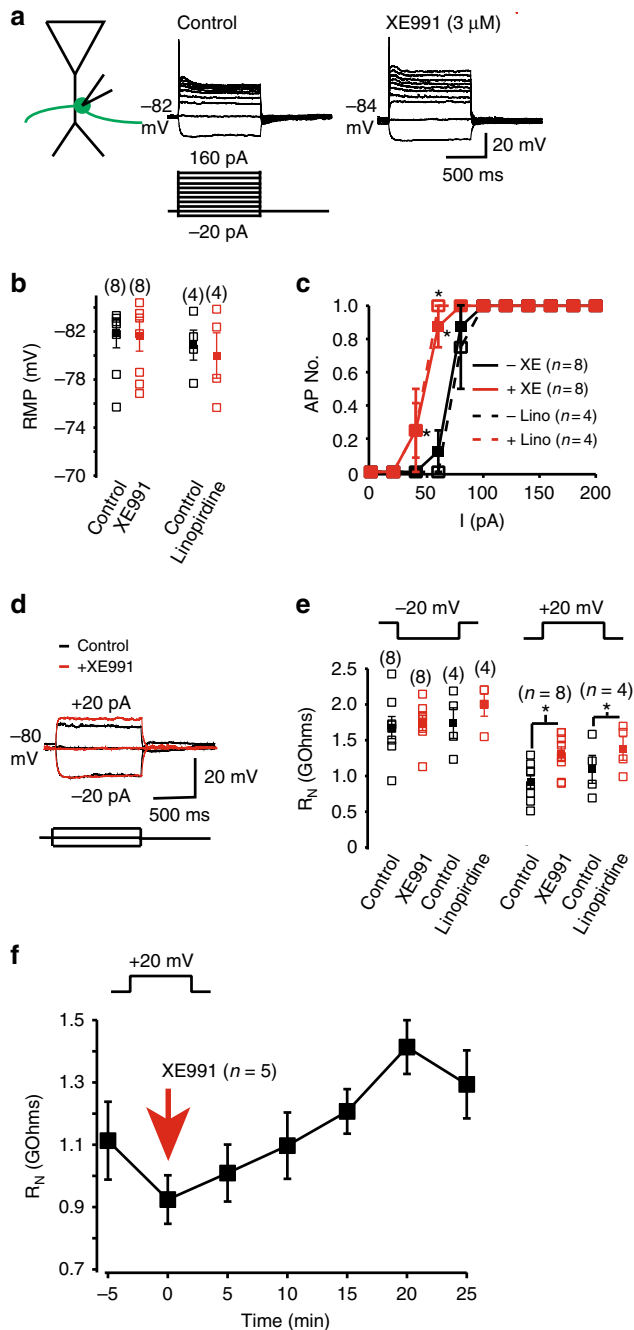 a
Control
XE991 (3 μM)
–82
mV
–84
mV
160 pA
–20 pA
20 mV
500 ms
b
(8) (8) (4) (4)
–82
–78
–74
–70
RMP (mV)
Control
XE991
Control
Linopirdine
c
1.0
0.8
0.6
0.4
0.2
0
AP No.
*
*
*
– XE (n=8)
+ XE (n=8)
– Lino (n=4)
+ Lino (n=4)
0 50 100 150 200
I (pA)
d
Control
+XE991
+20 pA
–80
mV
–20 pA
20 mV
500 ms
e
–20 mV
+20 mV
(8) (8) (4) (4)
(n=8) (n=4)
* *
2.5
2.0
1.5
1.0
0.5
0
RN (GOhms)
Control
XE991
Control
Linopirdine
Control
XE991
Control
Linopirdine
f
+20 mV
XE991 (n=5)
1.5
1.3
1.1
0.9
0.7
RN (GOhms)
–5 0 5 10 15 20 25
Time (min)